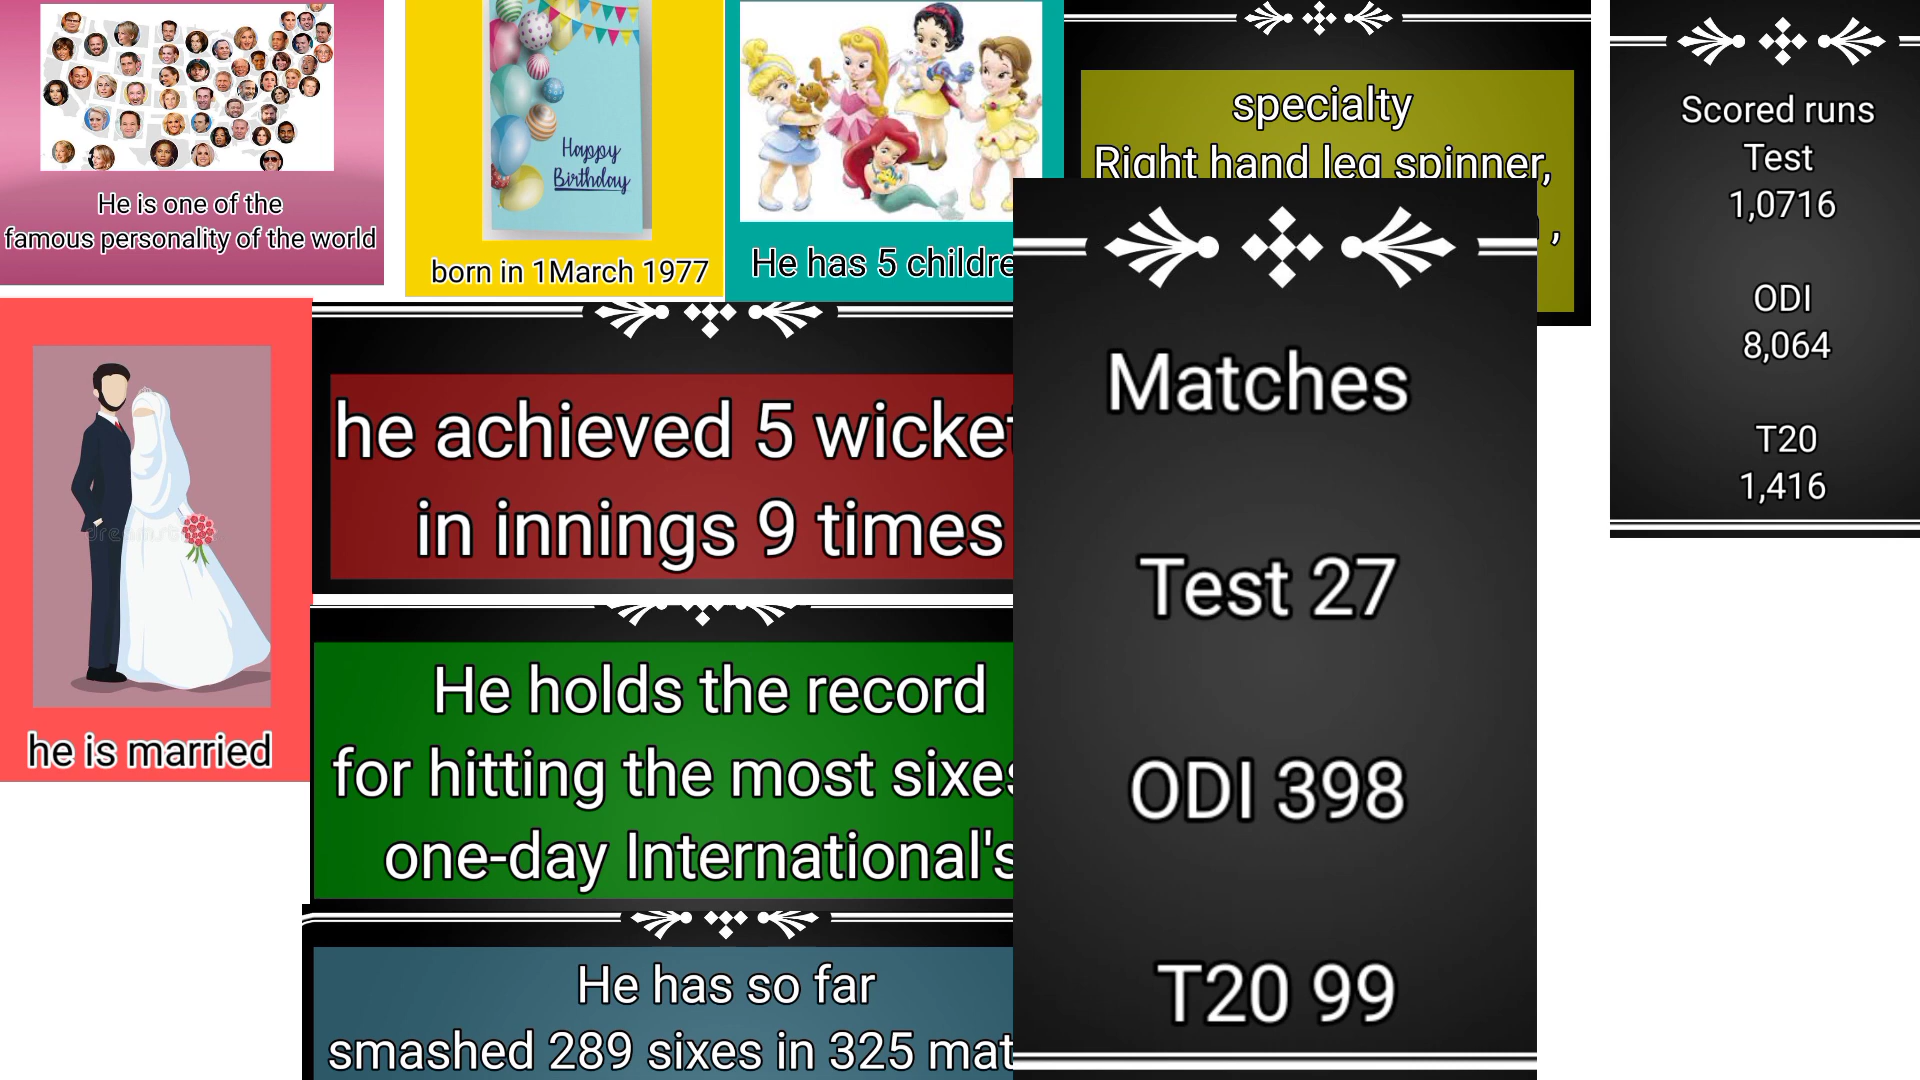 He is one of the
famous personality of the world
Happy
Birthday
born in 1March 1977
He has 5 childre
specialty
Right hand leg spinner,
,
Scored runs
Test
1,0716
ODI
8,064
T20
1,416
he is married
he achieved 5 wicket
in innings 9 times
He holds the record
for hitting the most sixes
one-day International's
He has so far
smashed 289 sixes in 325 mat
Matches
Test 27
ODI 398
T20 99